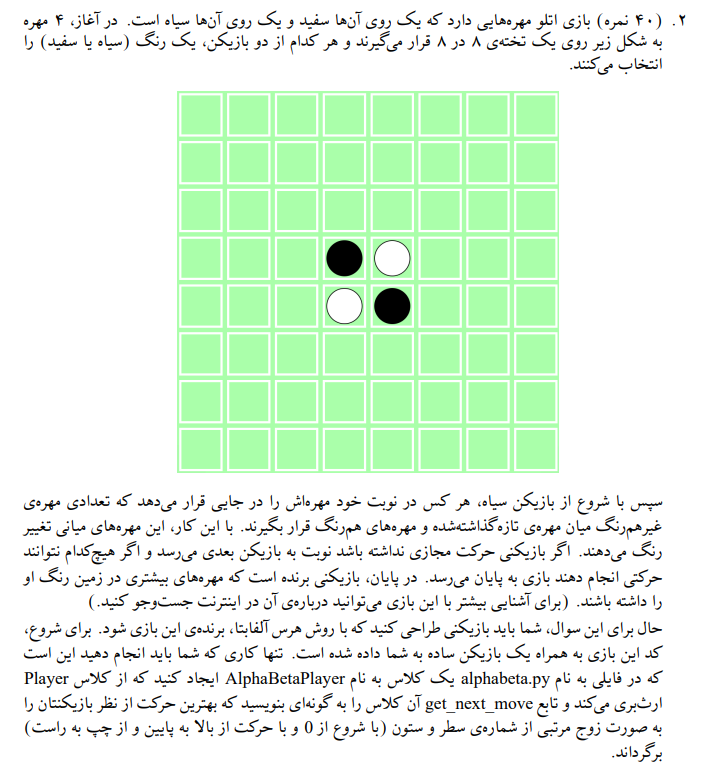 ۲. (۴۰ نمره) بازی اتلو مهره‌هایی دارد که یک روی آن‌ها سفید و یک روی آن‌ها سیاه است. در آغاز، ۴ مهره
به شکل زیر روی یک تخته‌ی ۸ در ۸ قرار می‌گیرند و هر کدام از دو بازیکن، یک رنگ (سیاه یا سفید) را
انتخاب می‌کنند.
سپس با شروع از بازیکن سیاه، هر کس در نوبت خود مهره‌اش را در جایی قرار می‌دهد که تعدادی مهره‌ی
غیرهم‌رنگ میان مهره‌ی تازه‌گذاشته‌شده و مهره‌های هم‌رنگ قرار بگیرند. با این کار، این مهره‌های میانی تغییر
رنگ می‌دهند. اگر بازیکنی حرکت مجازی نداشته باشد نوبت به بازیکن بعدی می‌رسد و اگر هیچ‌کدام نتوانند
حرکتی انجام دهند بازی به پایان می‌رسد. در پایان، بازیکنی برنده است که مهره‌های بیشتری در زمین رنگ او
را داشته باشند. (برای آشنایی بیشتر با این بازی می‌توانید درباره‌ی آن در اینترنت جست‌وجو کنید.)
حال برای این سوال، شما باید بازیکنی طراحی کنید که با روش هرس آلفابتا، برنده‌ی این بازی شود. برای شروع،
کد این بازی به همراه یک بازیکن ساده به شما داده شده است. تنها کاری که شما باید انجام دهید این است
که در فایلی به نام alphabeta.py یک کلاس به نام AlphaBetaPlayer ایجاد کنید که از کلاس Player
ارث‌بری می‌کند و تابع get_next_move آن کلاس را به گونه‌ای بنویسید که بهترین حرکت از نظر بازیکنتان را
به صورت زوج مرتبی از شماره‌ی سطر و ستون (با شروع از 0 و با حرکت از بالا به پایین و از چپ به راست)
برگرداند.